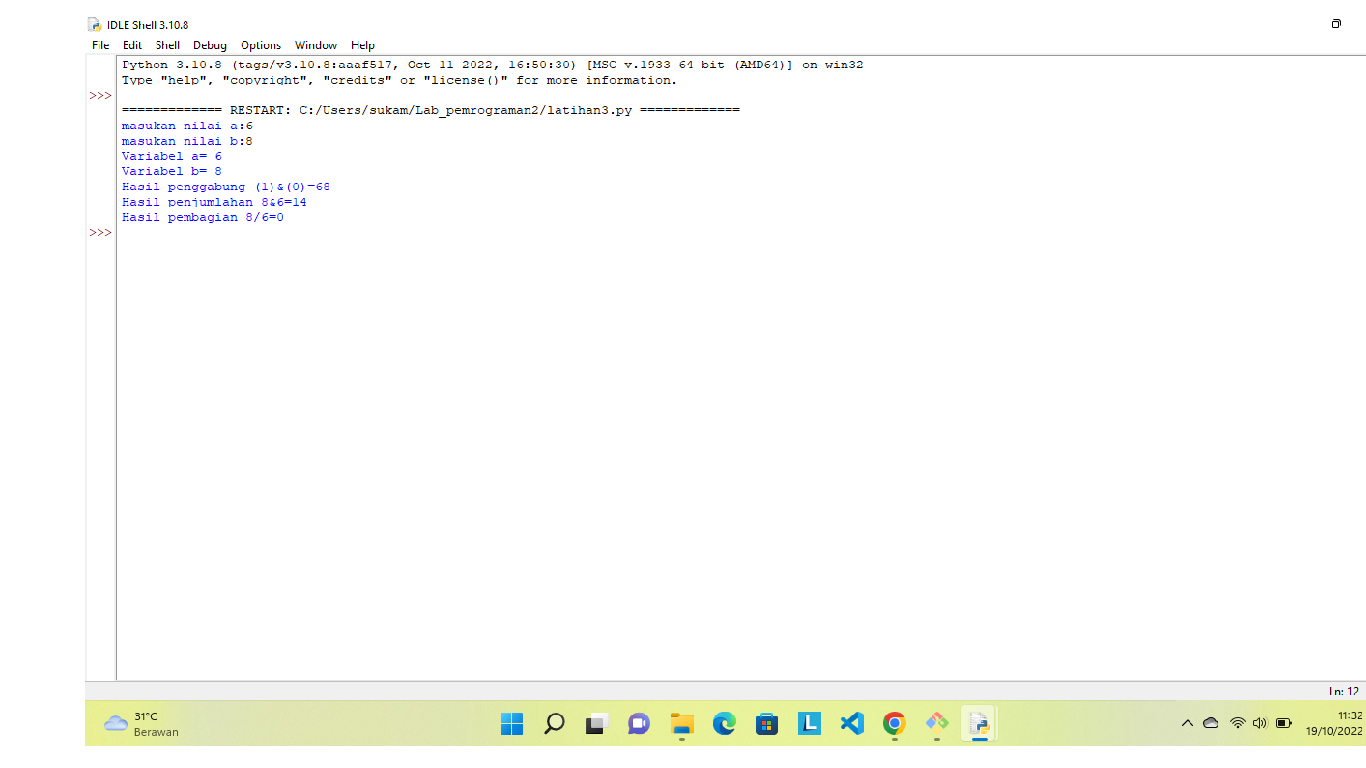 IDLE Shell 3.10.8
File Edit Shell Debug Options Window Help
Python 3.10.8 (tags/v3.10.8:aaaf517, Oct 11 2022, 16:50:30) [MSC v.1933 64 bit (AMD64)] on win32
Type "help", "copyright", "credits" or "license()" for more information.
>>>
============= RESTART: C:/Users/sukam/Lab_pemrograman2/latihan3.py =============
masukan nilai a:6
masukan nilai b:8
Variabel a= 6
Variabel b= 8
Hasil penggabung (1)&(0)=68
Hasil penjumlahan 8&6=14
Hasil pembagian 8/6=0
>>>
Ln: 12
31°C
Berawan
11:32
19/10/2022